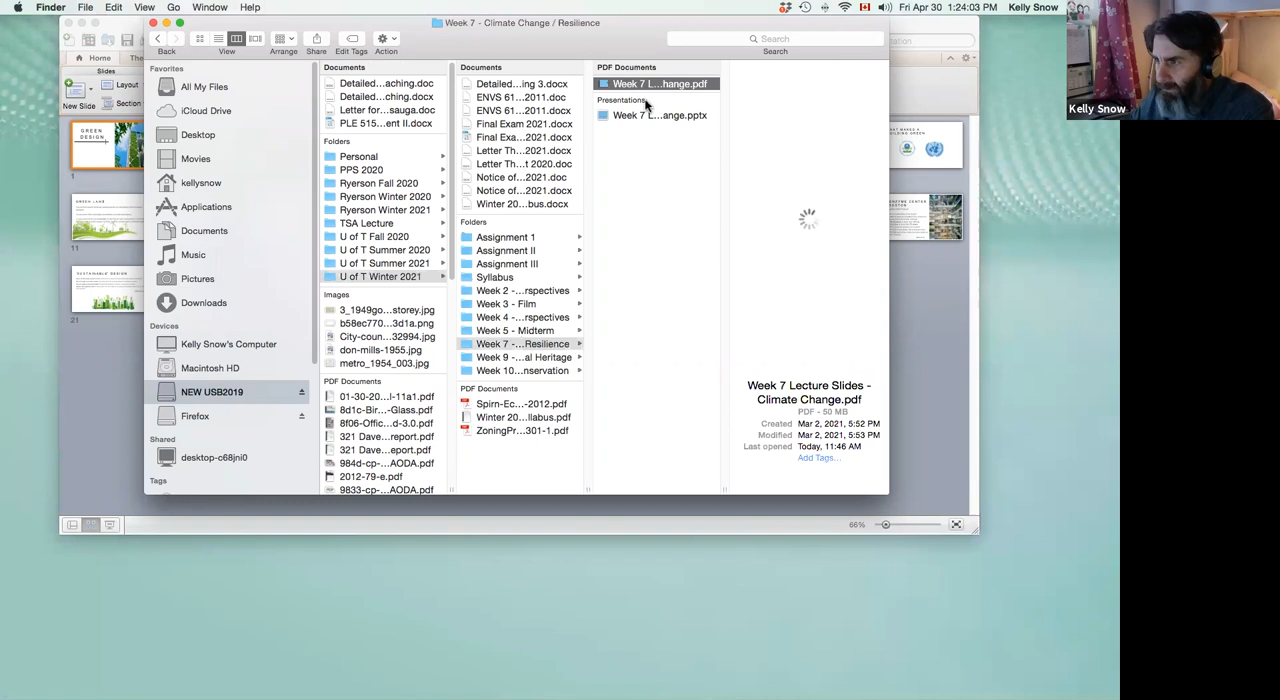 Finder File Edit View Go Window Help
Fri Apr 30 1:24:03 PM Kelly Snow
Week 7 - Climate Change / Resilience
Back View Arrange Share Edit Tags Action
Search
Search
Home
Slides
New Slide
Layout
Section
GREEN
DESIGN
1
11
21
Favorites
All My Files
iCloud Drive
Desktop
Movies
kellysnow
Applications
Documents
Music
Pictures
Downloads
Devices
Kelly Snow's Computer
Macintosh HD
NEW USB2019
Firefox
Shared
desktop-c68jni0
Tags
Documents
Detailed...aching.doc
Detailed...ching.docx
Letter for...sauga.doc
PLE 515...ent II.docx
Folders
Personal
PPS 2020
Ryerson Fall 2020
Ryerson Winter 2020
Ryerson Winter 2021
TSA Lecture
U of T Fall 2020
U of T Summer 2020
U of T Summer 2021
U of T Winter 2021
Images
3_1949go...storey.jpg
b58ec770...3d1a.png
City-coun...32994.jpg
don-mills-1955.jpg
metro_1954_003.jpg
PDF Documents
01-30-20...l-11a1.pdf
8d1c-Bir...-Glass.pdf
8f06-Offic...d-3.0.pdf
321 Dave...eport.pdf
321 Dave...eport.pdf
984d-cp-...AODA.pdf
2012-79-e.pdf
9833-cp-...AODA.pdf
Documents
Detailed...ing 3.docx
ENVS 61...2011.doc
ENVS 61...2011.docx
Final Exam 2021.docx
Final Exa...2021.docx
Letter Th...2021.docx
Letter Th...t 2020.doc
Notice of...2021.doc
Notice of...2021.docx
Winter 20...bus.docx
Folders
Assignment 1
Assignment II
Assignment III
Syllabus
Week 2 -...rspectives
Week 3 - Film
Week 4 -...rspectives
Week 5 - Midterm
Week 7 -...Resilience
Week 9 -...al Heritage
Week 10...nservation
PDF Documents
Spirn-Ec...-2012.pdf
Winter 20...llabus.pdf
ZoningPr...301-1.pdf
PDF Documents
Week 7 L...hange.pdf
Presentations
Week 7 L...ange.pptx
Week 7 Lecture Slides -
Climate Change.pdf
PDF - 50 MB
Created Mar 2, 2021, 5:52 PM
Modified Mar 2, 2021, 5:53 PM
Last opened Today, 11:46 AM
Add Tags...
66%
Kelly Snow